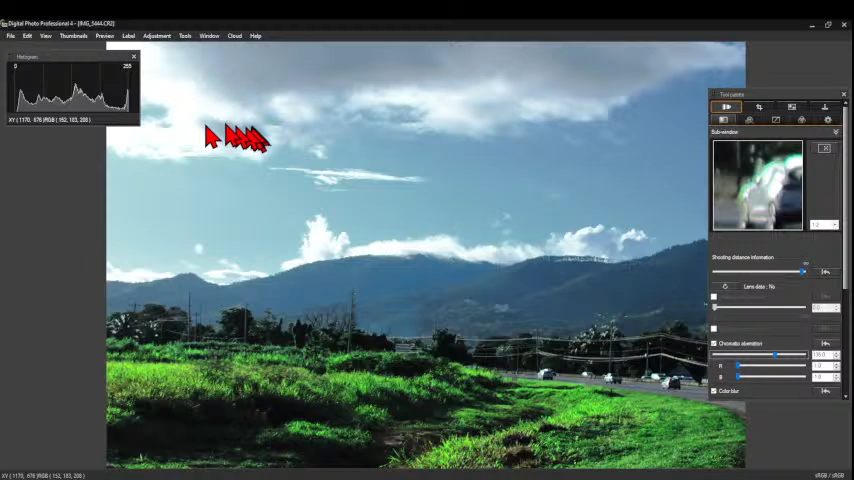 Digital Photo Professional 4 - [IMG_5444.CR2]
File Edit View Thumbnails Preview Label Adjustment Tools Window Cloud Help
Histogram
0 255
XY ( 1170, 676 )RGB ( 152, 183, 208 )
Tool palette
Sub-window
Shooting distance information
Lens data : No
Chromatic aberration
R
B
Color blur
XY ( 1170, 676 )RGB ( 152, 183, 208 )
sRGB / sRGB